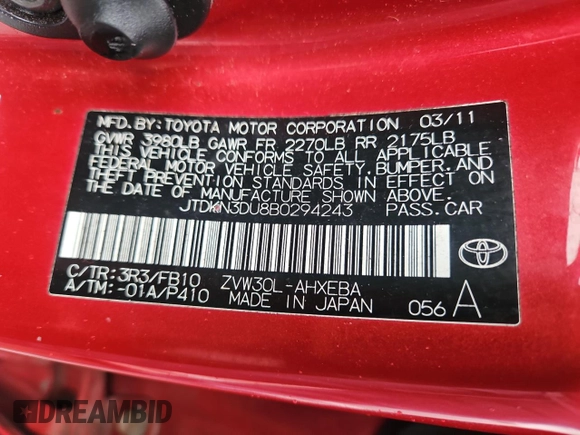 MFD.BY: TOYOTA MOTOR CORPORATION 03/11
GVWR 3980LB GAWR FR 2270LB RR 2175LB
THIS VEHICLE CONFORMS TO ALL APPLICABLE
FEDERAL MOTOR VEHICLE SAFETY, BUMPER, AND
THEFT PREVENTION STANDARDS IN EFFECT ON
THE DATE OF MANUFACTURE SHOWN ABOVE.
JTDKN3DU8B0294243 PASS.CAR
C/TR: 3R3/FB10 ZVW30L-AHXEBA
A/TM: -01A/P410 MADE IN JAPAN 056 A
DREAMBID